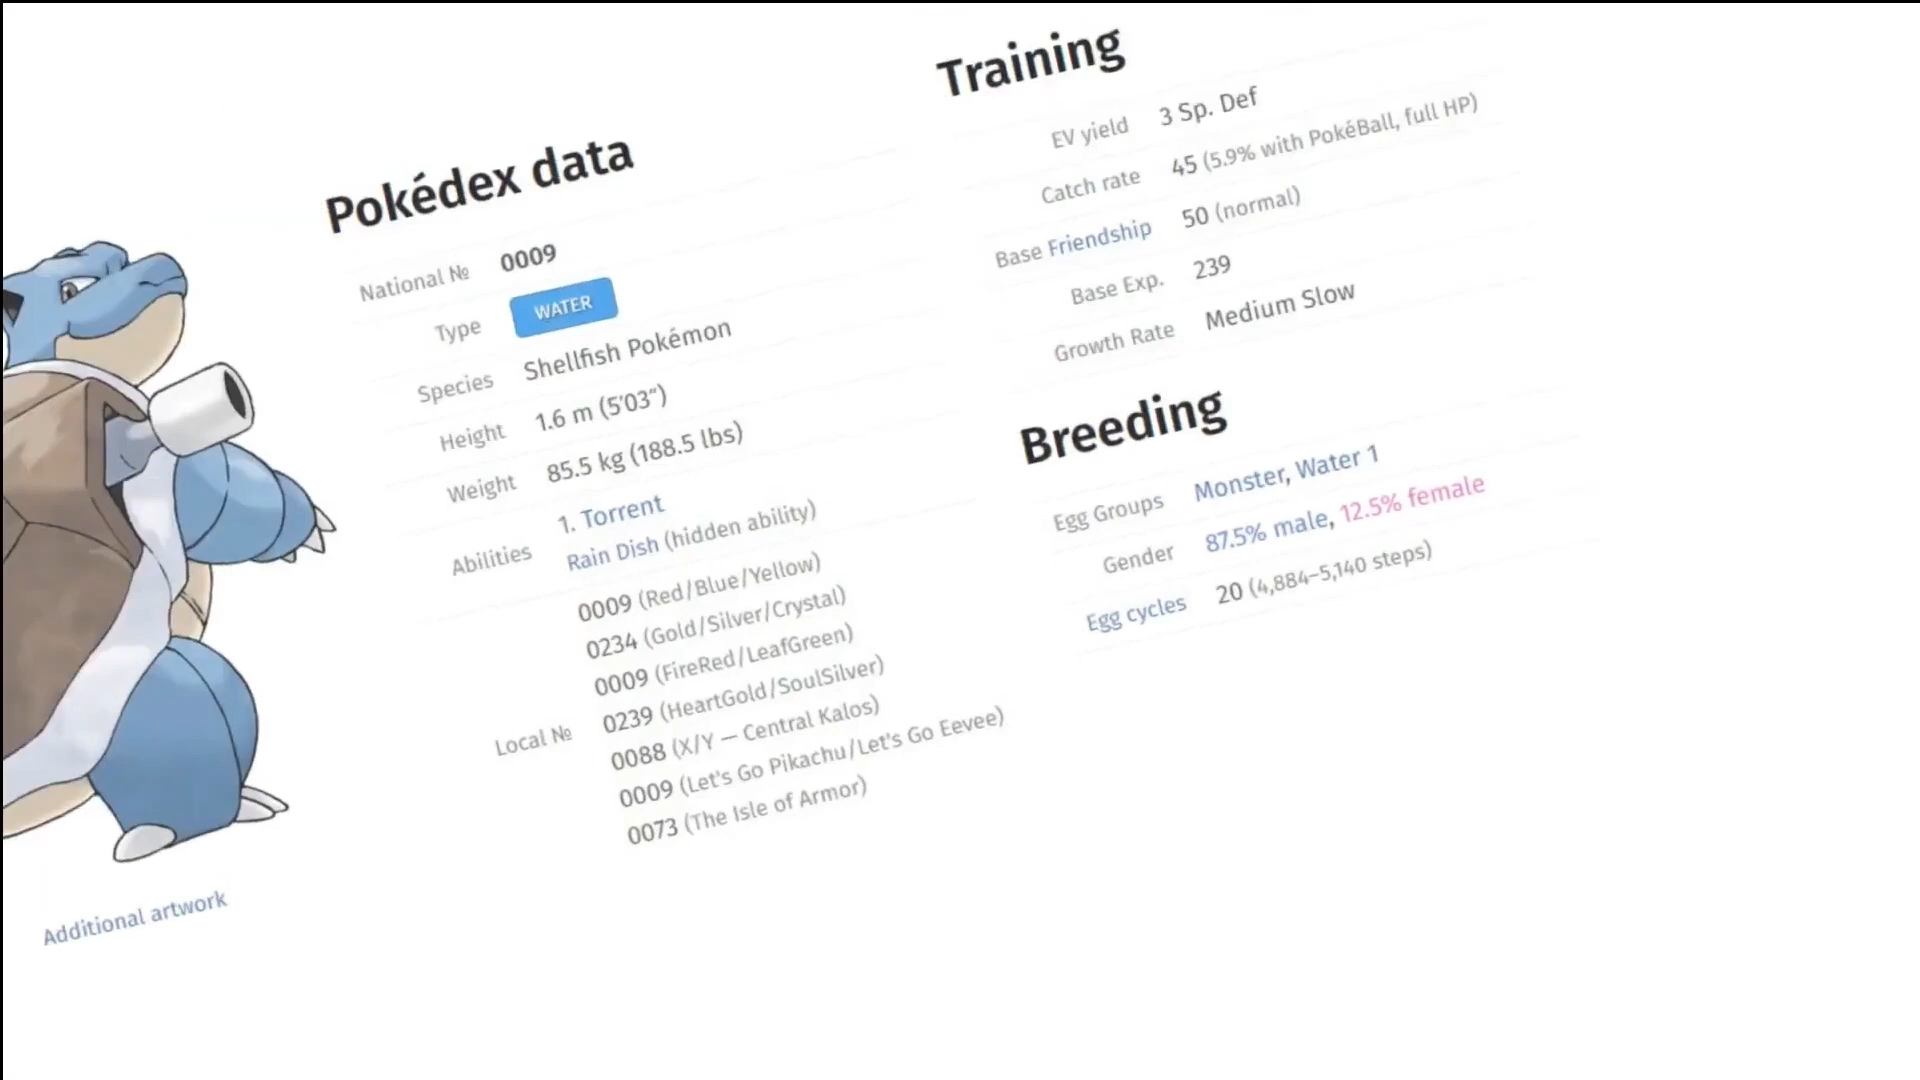 Pokédex data
National № 0009
Type WATER
Species Shellfish Pokémon
Height 1.6 m (5′03″)
Weight 85.5 kg (188.5 lbs)
Abilities 1. Torrent
Rain Dish (hidden ability)
Local № 0009 (Red/Blue/Yellow)
0234 (Gold/Silver/Crystal)
0009 (FireRed/LeafGreen)
0239 (HeartGold/SoulSilver)
0088 (X/Y — Central Kalos)
0009 (Let's Go Pikachu/Let's Go Eevee)
0073 (The Isle of Armor)
Additional artwork
Training
EV yield 3 Sp. Def
Catch rate 45 (5.9% with PokéBall, full HP)
Base Friendship 50 (normal)
Base Exp. 239
Growth Rate Medium Slow
Breeding
Egg Groups Monster, Water 1
Gender 87.5% male, 12.5% female
Egg cycles 20 (4,884–5,140 steps)